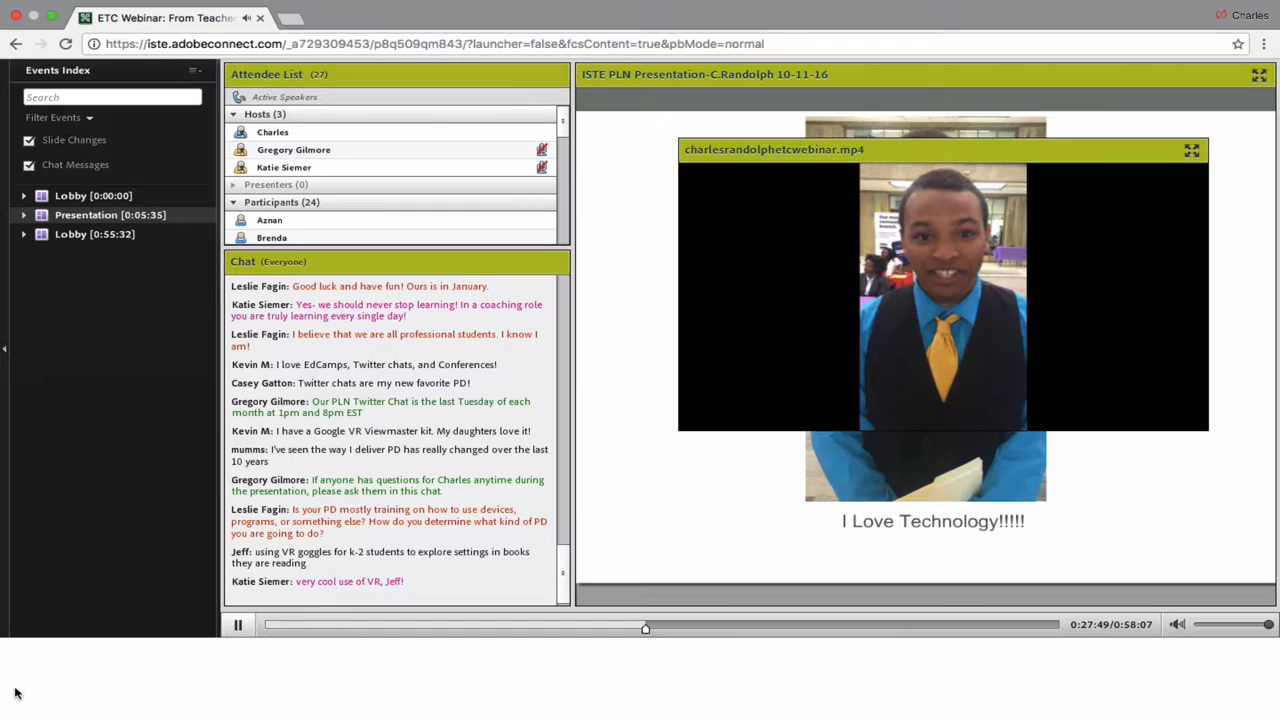 ETC Webinar: From Teache
Charles
https://iste.adobeconnect.com/_a729309453/p8q509qm843/?launcher=false&fcsContent=true&pbMode=normal
Events Index
Search
Filter Events
Slide Changes
Chat Messages
Lobby [0:00:00]
Presentation [0:05:35]
Lobby [0:55:32]
Attendee List (27)
Active Speakers
Hosts (3)
Charles
Gregory Gilmore
Katie Siemer
Presenters (0)
Participants (24)
Aznan
Brenda
Chat (Everyone)
Leslie Fagin: Good luck and have fun! Ours is in January.
Katie Siemer: Yes- we should never stop learning! In a coaching role
you are truly learning every single day!
Leslie Fagin: I believe that we are all professional students. I know I
am!
Kevin M: I love EdCamps, Twitter chats, and Conferences!
Casey Gatton: Twitter chats are my new favorite PD!
Gregory Gilmore: Our PLN Twitter Chat is the last Tuesday of each
month at 1pm and 8pm EST
Kevin M: I have a Google VR Viewmaster kit. My daughters love it!
mumms: I've seen the way I deliver PD has really changed over the last
10 years
Gregory Gilmore: If anyone has questions for Charles anytime during
the presentation, please ask them in this chat.
Leslie Fagin: Is your PD mostly training on how to use devices,
programs, or something else? How do you determine what kind of PD
you are going to do?
Jeff: using VR goggles for k-2 students to explore settings in books
they are reading
Katie Siemer: very cool use of VR, Jeff!
ISTE PLN Presentation-C.Randolph 10-11-16
charlesrandolphetcwebinar.mp4
I Love Technology!!!!!
0:27:49/0:58:07